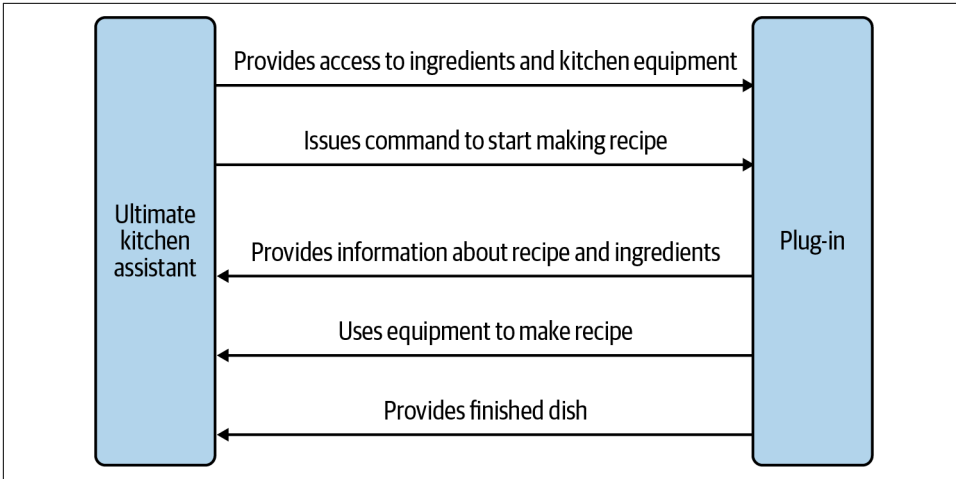 Provides access to ingredients and kitchen equipment
Issues command to start making recipe
Ultimate
kitchen
assistant
Plug-in
Provides information about recipe and ingredients
Uses equipment to make recipe
Provides finished dish